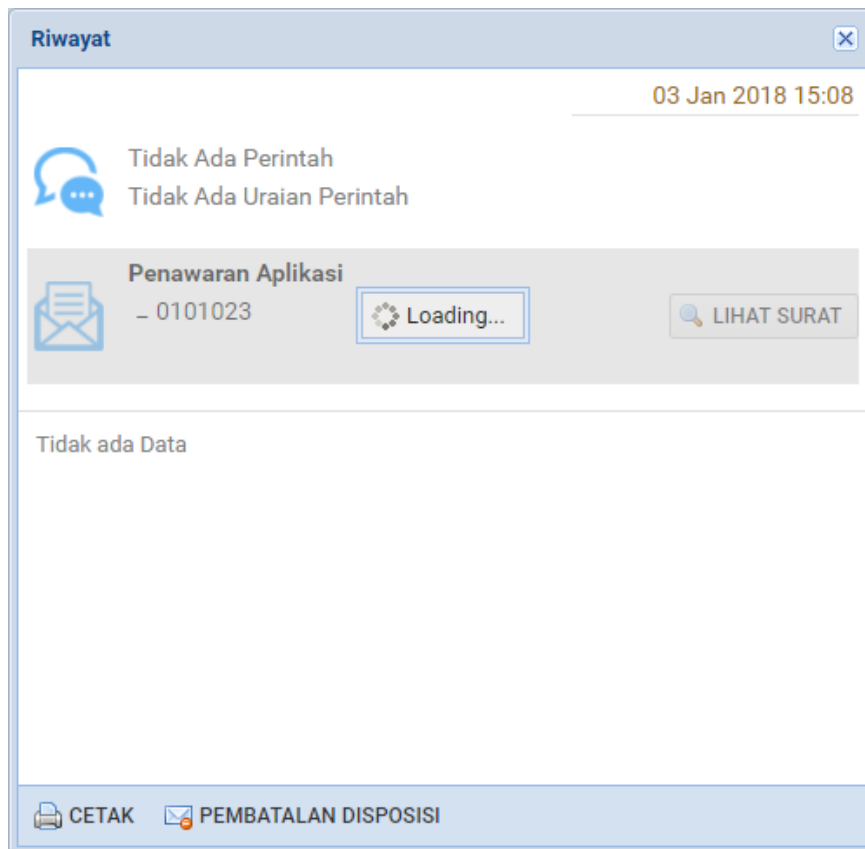 Riwayat
03 Jan 2018 15:08
Tidak Ada Perintah
Tidak Ada Uraian Perintah
Penawaran Aplikasi
– 0101023
Loading...
LIHAT SURAT
Tidak ada Data
CETAK PEMBATALAN DISPOSISI